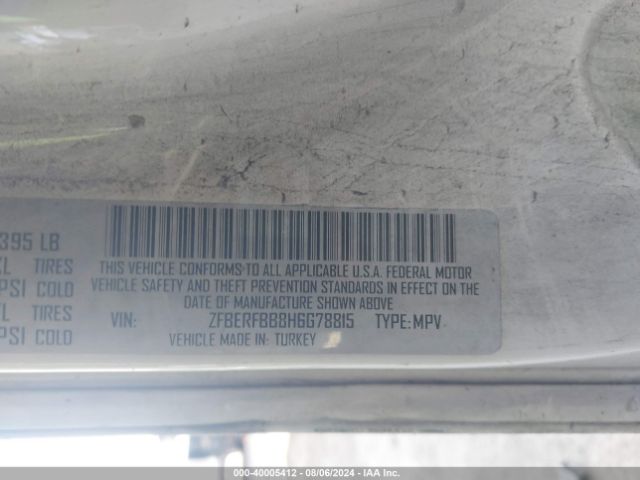 395 LB
L TIRES
PSI COLD
L TIRES
PSI COLD
THIS VEHICLE CONFORMS TO ALL APPLICABLE U.S.A. FEDERAL MOTOR
VEHICLE SAFETY AND THEFT PREVENTION STANDARDS IN EFFECT ON THE
DATE OF MANUFACTURE SHOWN ABOVE
VIN: ZFBERFBB8H6G78815 TYPE:MPV
VEHICLE MADE IN: TURKEY
000-40005412 - 08/06/2024 - IAAI.com